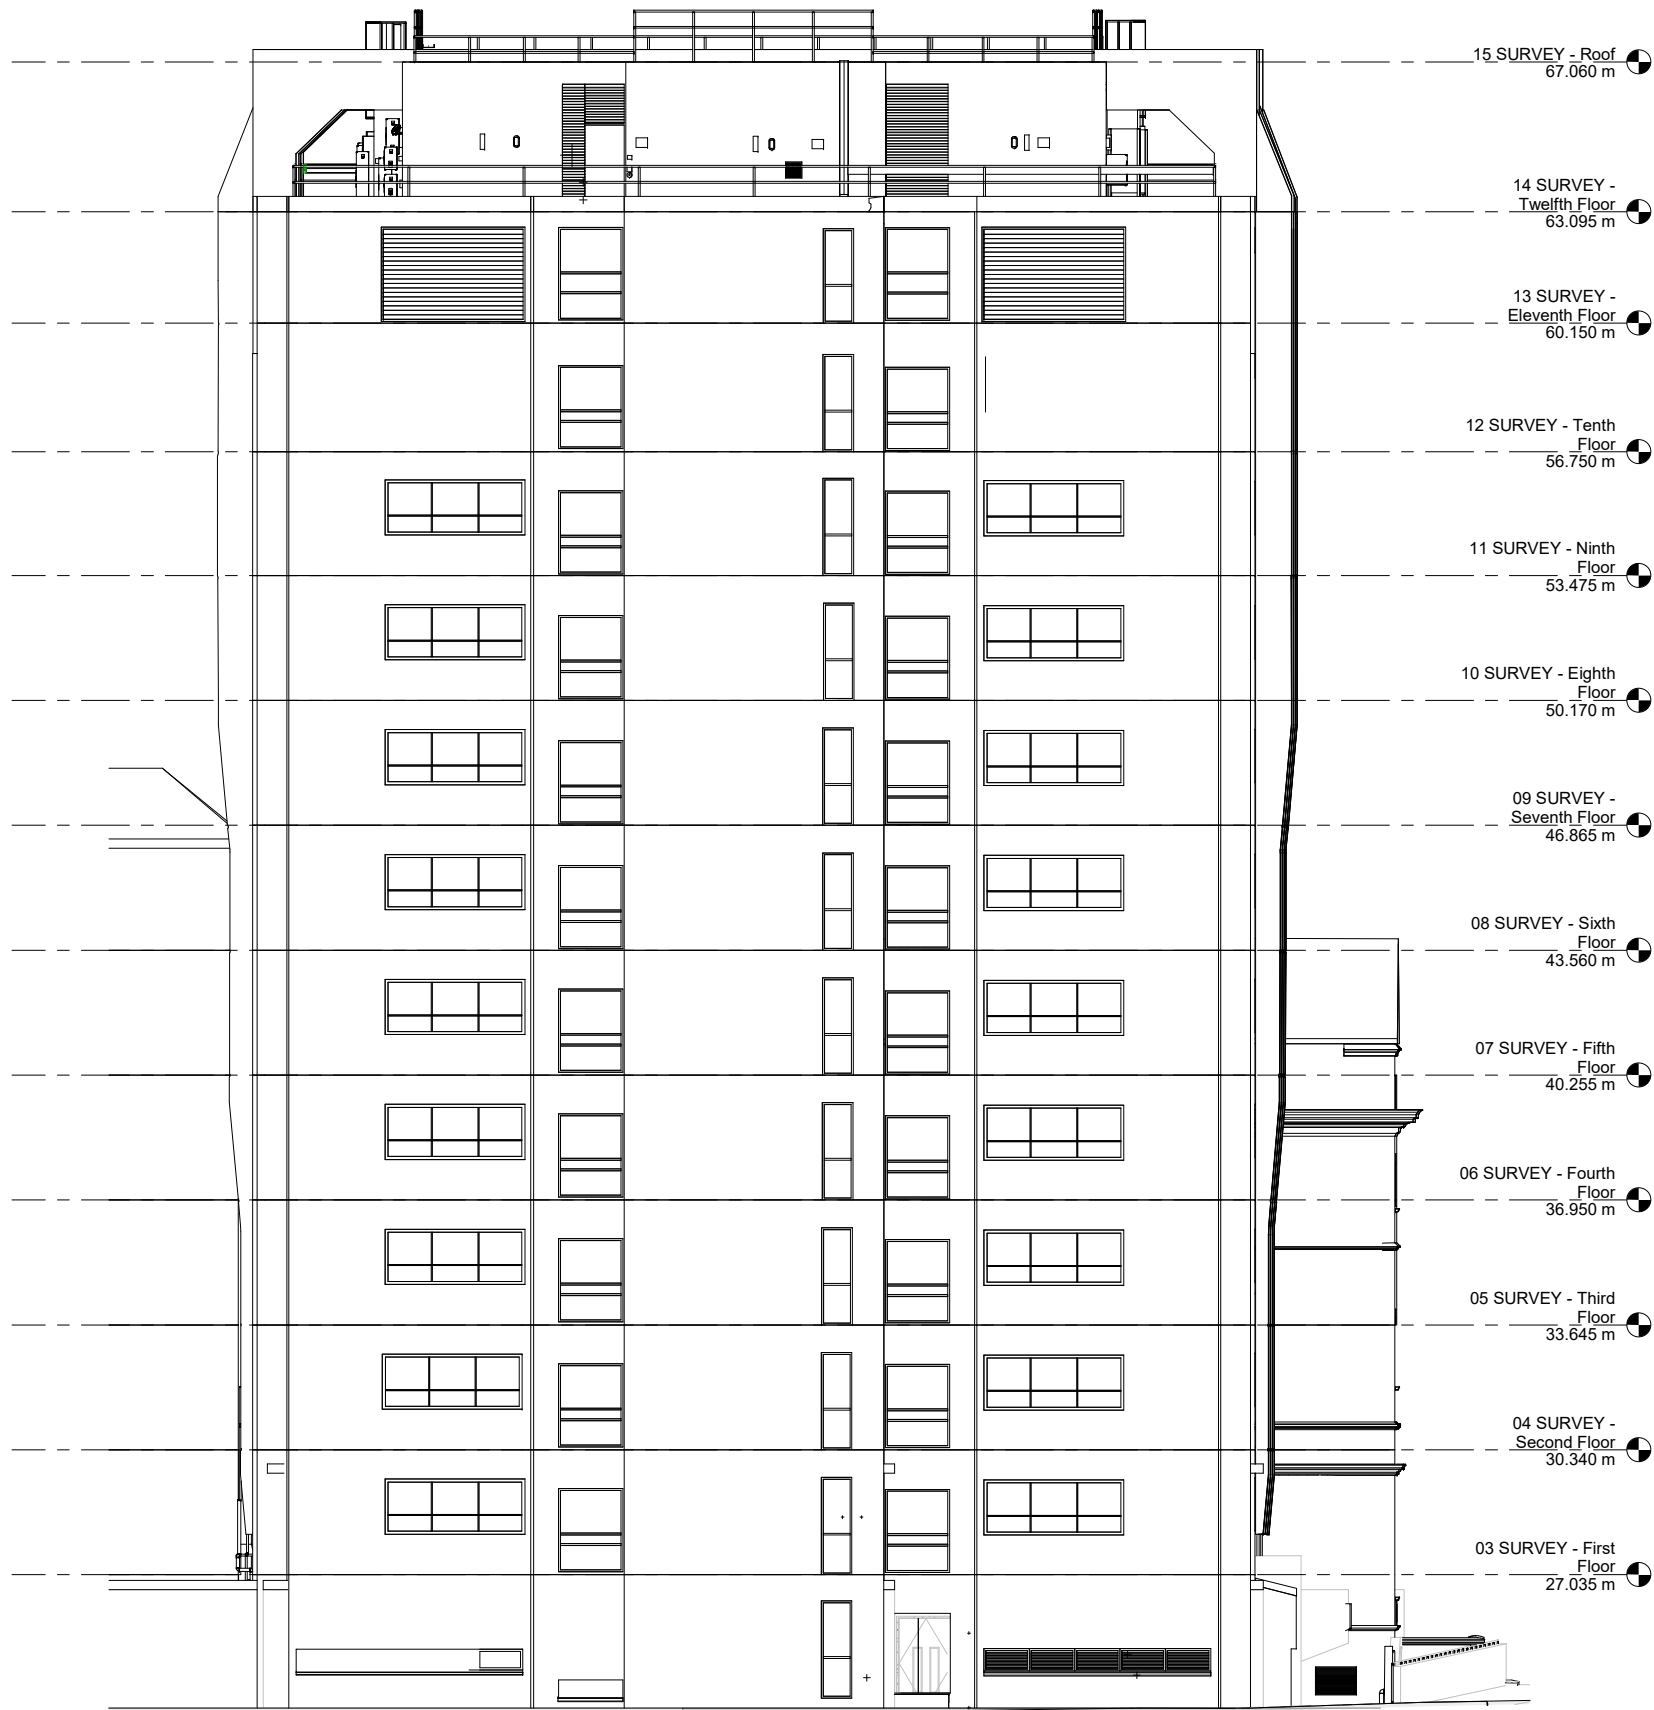 15 SURVEY - Roof
67.060 m
14 SURVEY -
Twelfth Floor
63.095 m
13 SURVEY -
Eleventh Floor
60.150 m
12 SURVEY - Tenth
Floor
56.750 m
11 SURVEY - Ninth
Floor
53.475 m
10 SURVEY - Eighth
Floor
50.170 m
09 SURVEY -
Seventh Floor
46.865 m
08 SURVEY - Sixth
Floor
43.560 m
07 SURVEY - Fifth
Floor
40.255 m
06 SURVEY - Fourth
Floor
36.950 m
05 SURVEY - Third
Floor
33.645 m
04 SURVEY -
Second Floor
30.340 m
03 SURVEY - First
Floor
27.035 m